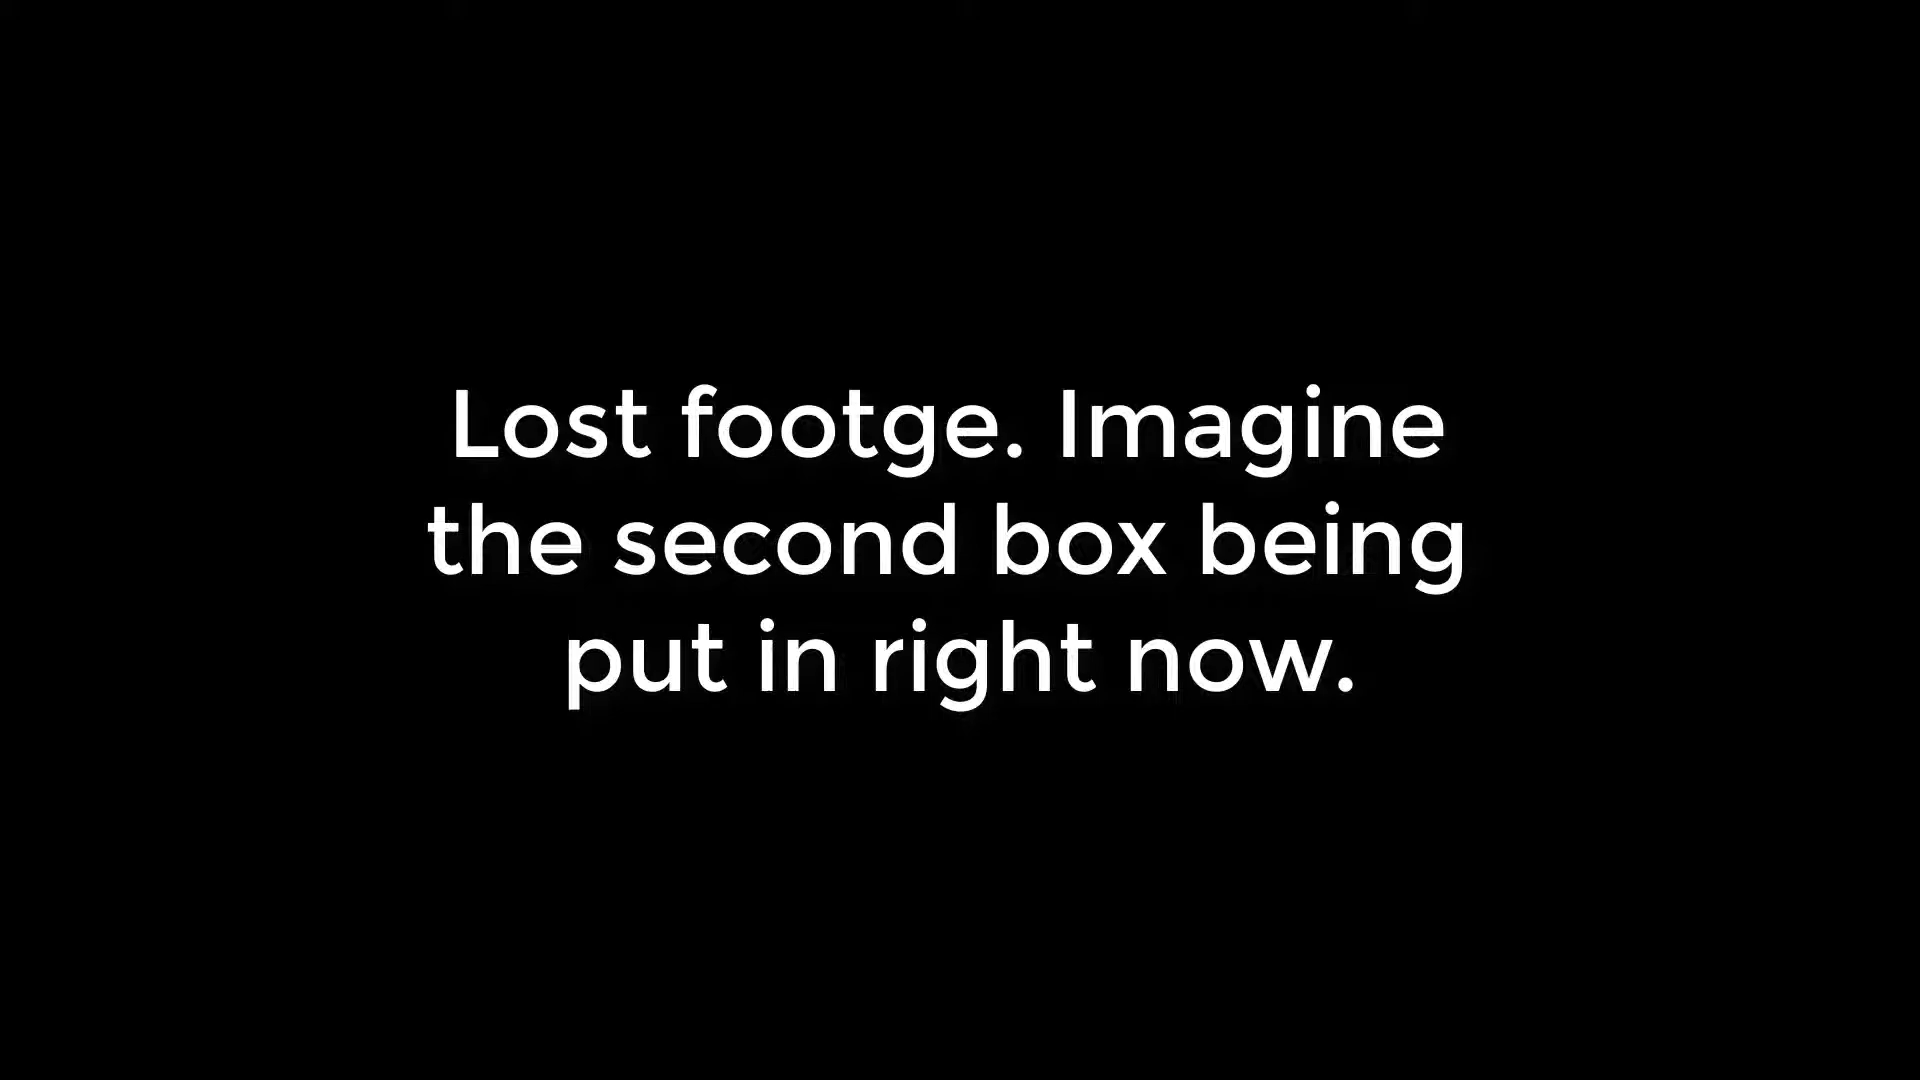 Lost footge. Imagine
the second box being
put in right now.